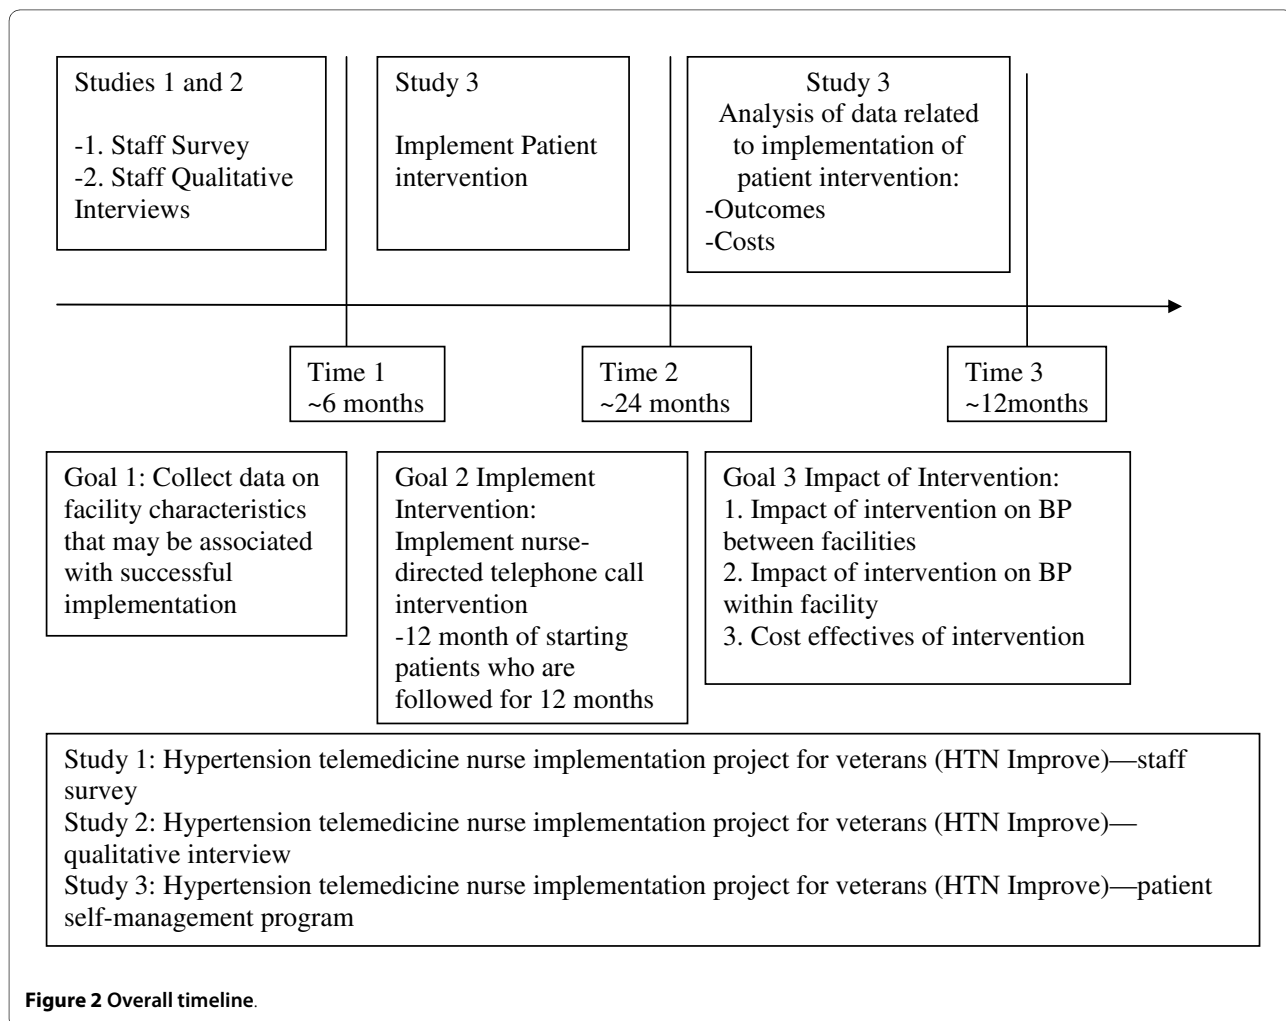 Studies 1 and 2
-1. Staff Survey
-2. Staff Qualitative
Interviews
Study 3
Implement Patient
intervention
Study 3
Analysis of data related
to implementation of
patient intervention:
-Outcomes
-Costs
Time 1
~6 months
Time 2
~24 months
Time 3
~12months
Goal 1: Collect data on
facility characteristics
that may be associated
with successful
implementation
Goal 2 Implement
Intervention:
Implement nurse-
directed telephone call
intervention
-12 month of starting
patients who are
followed for 12 months
Goal 3 Impact of Intervention:
1. Impact of intervention on BP
between facilities
2. Impact of intervention on BP
within facility
3. Cost effectives of intervention
Study 1: Hypertension telemedicine nurse implementation project for veterans (HTN Improve)—staff
survey
Study 2: Hypertension telemedicine nurse implementation project for veterans (HTN Improve)—
qualitative interview
Study 3: Hypertension telemedicine nurse implementation project for veterans (HTN Improve)—patient
self-management program
Figure 2 Overall timeline.